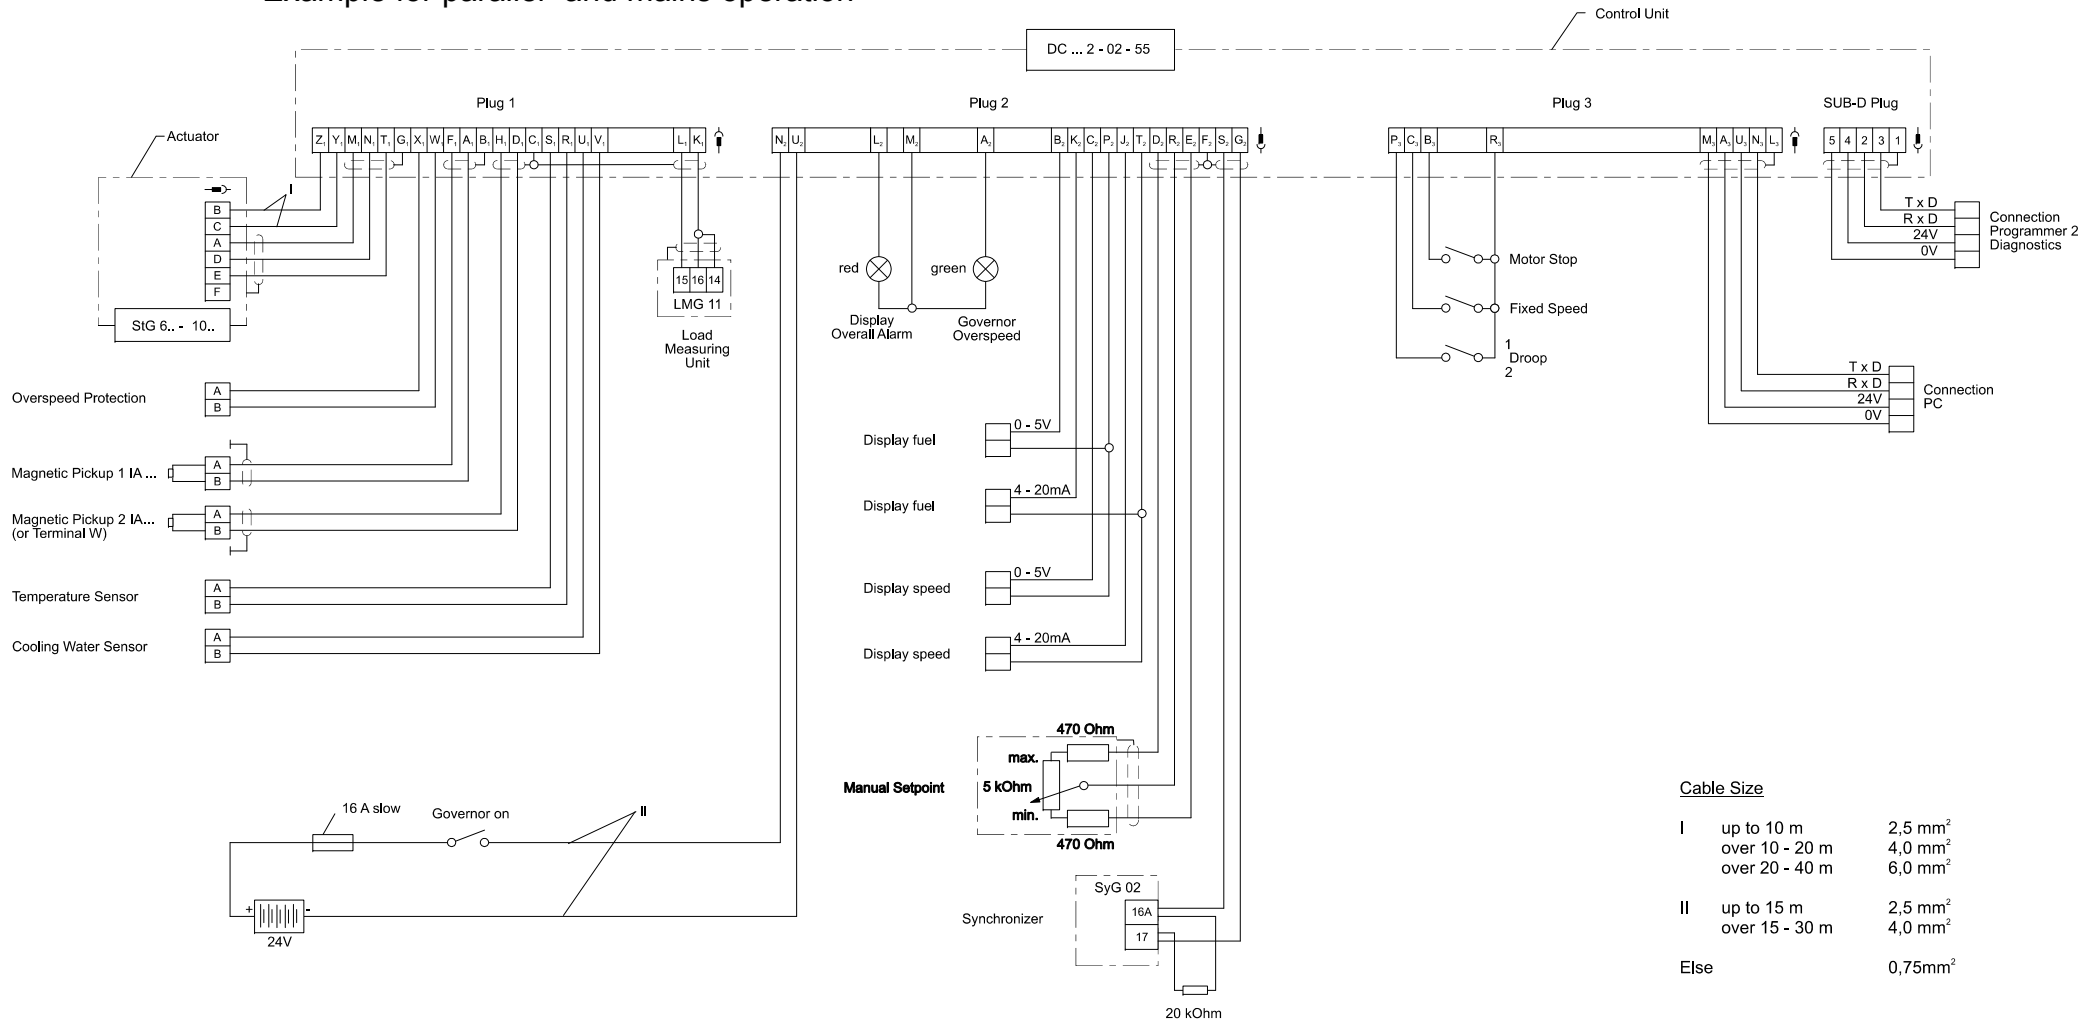 Example for parallel- and mains operation
Control Unit
DC ... 2 - 02 - 55
Plug 1
Plug 2
Plug 3
SUB-D Plug
Z₁ Y₁ M₁ N₁ T₁ G₁ X₁ W₁ F₁ A₁ B₁ H₁ D₁ C₁ S₁ R₁ U₁ V₁ L₁ K₁
N₂ U₂ L₂ M₂ A₂ B₂ K₂ C₂ P₂ J₂ T₂ D₂ R₂ E₂ F₂ S₂ G₂
P₃ C₃ B₃ R₃ M₃ A₃ U₃ N₃ L₃
5 4 2 3 1
Actuator
I
B
C
A
D
E
F
StG 6.. - 10..
15 16 14
LMG 11
Load
Measuring
Unit
red
green
Display
Overall Alarm
Governor
Overspeed
Motor Stop
Fixed Speed
1
Droop
2
T x D
R x D
24V
0V
Connection
Programmer 2
Diagnostics
T x D
R x D
24V
0V
Connection
PC
Overspeed Protection
A
B
Magnetic Pickup 1 IA ...
A
B
Magnetic Pickup 2 IA...
(or Terminal W)
A
B
Temperature Sensor
A
B
Cooling Water Sensor
A
B
Display fuel
0 - 5V
Display fuel
4 - 20mA
Display speed
0 - 5V
Display speed
4 - 20mA
470 Ohm
max.
Manual Setpoint
5 kOhm
min.
470 Ohm
16 A slow
Governor on
II
+
-
24V
SyG 02
Synchronizer
16A
17
20 kOhm
Cable Size
I up to 10 m 2,5 mm²
over 10 - 20 m 4,0 mm²
over 20 - 40 m 6,0 mm²
II up to 15 m 2,5 mm²
over 15 - 30 m 4,0 mm²
Else 0,75mm²